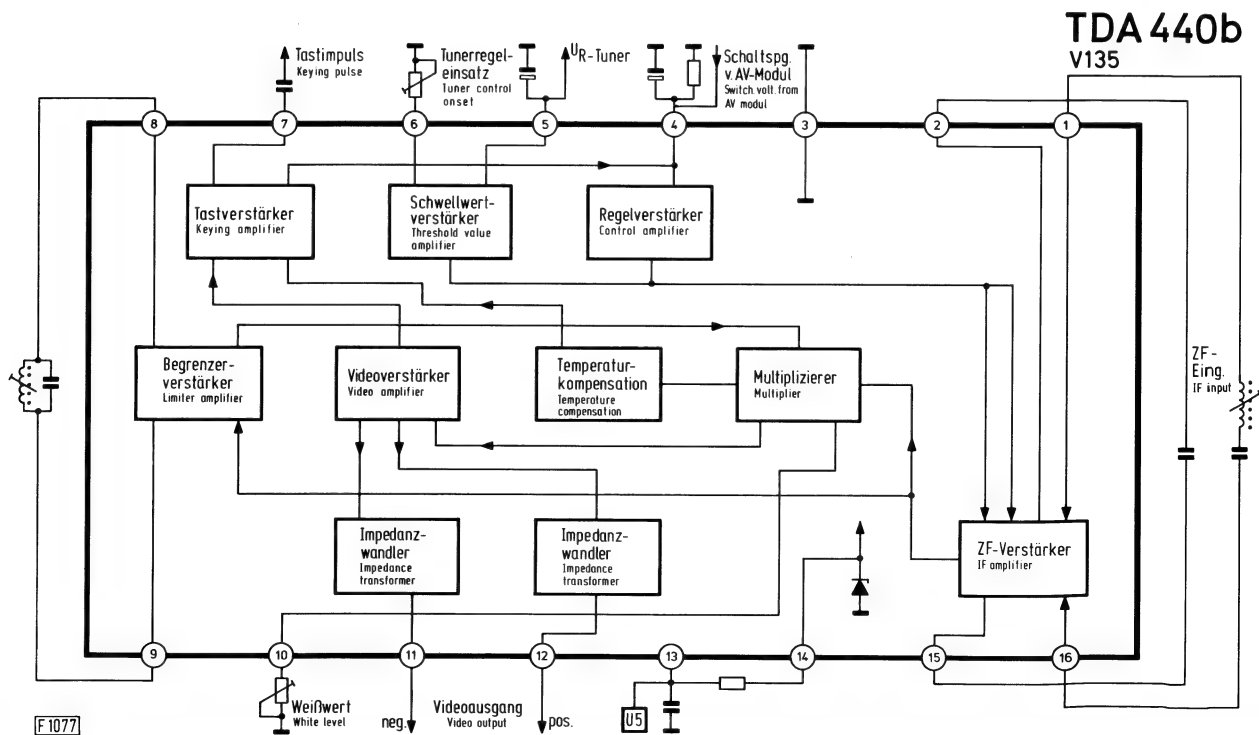 TDA 440b
V135
Tastimpuls
Keying pulse
Tunerregel-
einsatz
Tuner control
onset
UR-Tuner
Schaltspg.
v. AV-Modul
Switch volt. from
AV modul
8
7
6
5
4
3
2
1
Tastverstärker
Keying amplifier
Schwellwert-
verstärker
Threshold value
amplifier
Regelverstärker
Control amplifier
Begrenzer-
verstärker
Limiter amplifier
Videoverstärker
Video amplifier
Temperatur-
kompensation
Temperature
compensation
Multiplizierer
Multiplier
ZF-
Eing.
IF input
Impedanz-
wandler
Impedance
transformer
Impedanz-
wandler
Impedance
transformer
ZF-Verstärker
IF amplifier
9
10
11
12
13
14
15
16
Weißwert
White level
neg.
Videoausgang
Video output
pos.
U5
F 1077